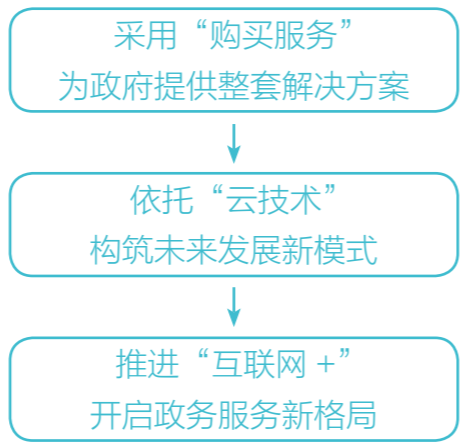 采用“购买服务”
为政府提供整套解决方案
依托“云技术”
构筑未来发展新模式
推进“互联网 +”
开启政务服务新格局